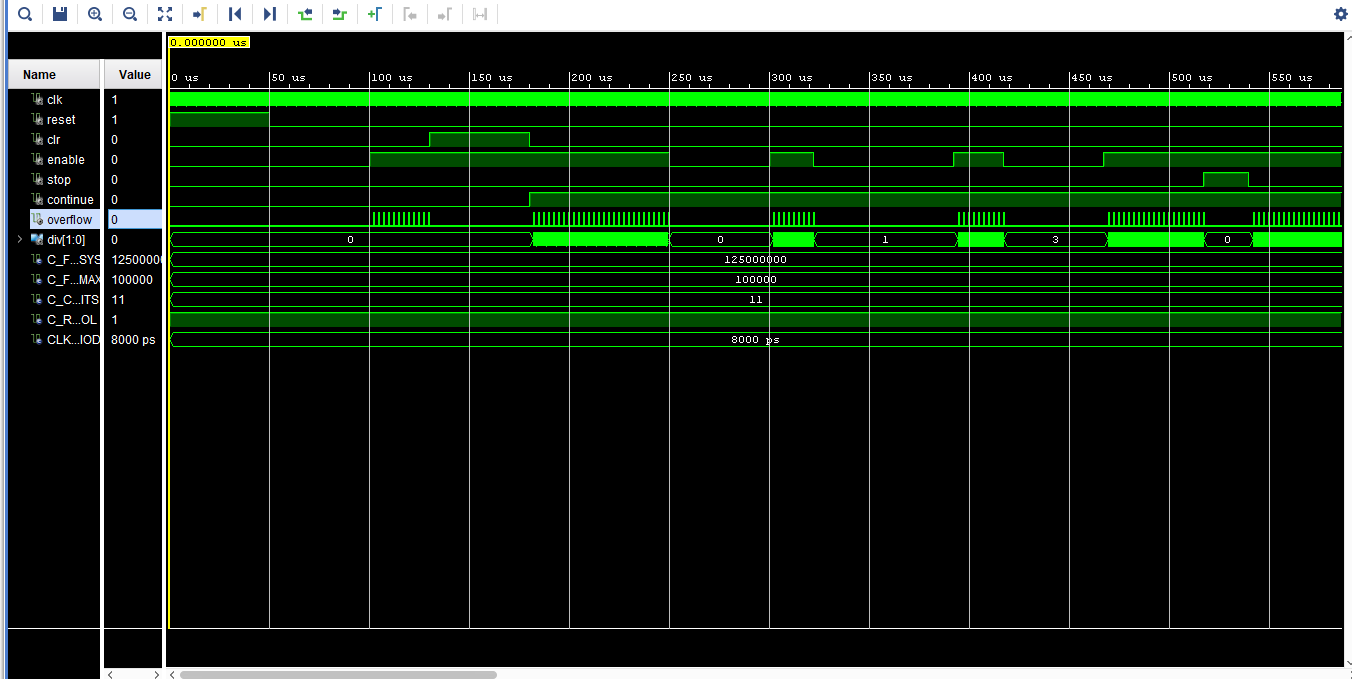 0.000000 us
Name Value
0 us 50 us 100 us 150 us 200 us 250 us 300 us 350 us 400 us 450 us 500 us 550 us
clk 1
reset 1
clr 0
enable 0
stop 0
continue 0
overflow 0
div[1:0] 0 0 0 1 3 0
C_F...SYS 12500000 125000000
C_F...MAX 100000 100000
C_C...ITS 11 11
C_R...OL 1
CLK...IOD 8000 ps 8000 ps